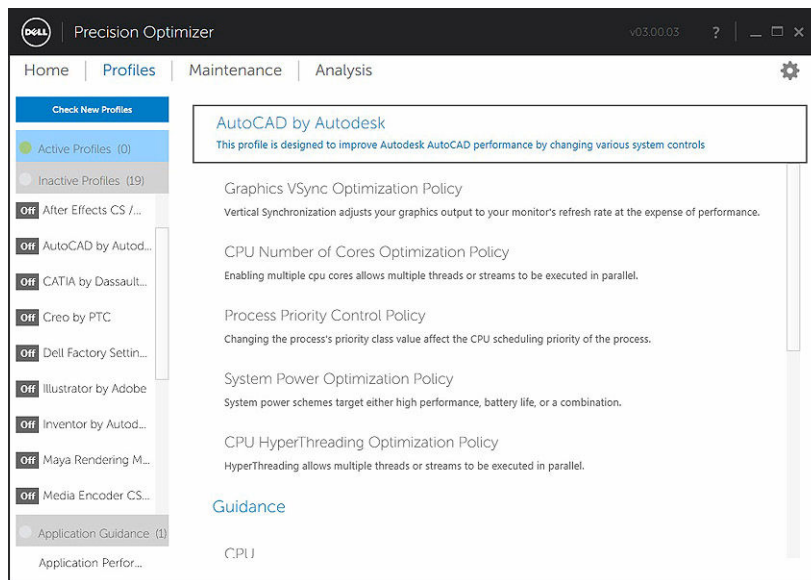 DELL
Precision Optimizer
v03.00.03
?
Home
Profiles
Maintenance
Analysis
Check New Profiles
Active Profiles (0)
Inactive Profiles (19)
Off After Effects CS /...
Off AutoCAD by Autod...
Off CATIA by Dassault...
Off Creo by PTC
Off Dell Factory Settin...
Off Illustrator by Adobe
Off Inventor by Autod...
Off Maya Rendering M...
Off Media Encoder CS...
Application Guidance (1)
Application Perfor...
AutoCAD by Autodesk
This profile is designed to improve Autodesk AutoCAD performance by changing various system controls
Graphics VSync Optimization Policy
Vertical Synchronization adjusts your graphics output to your monitor's refresh rate at the expense of performance.
CPU Number of Cores Optimization Policy
Enabling multiple cpu cores allows multiple threads or streams to be executed in parallel.
Process Priority Control Policy
Changing the process's priority class value affect the CPU scheduling priority of the process.
System Power Optimization Policy
System power schemes target either high performance, battery life, or a combination.
CPU HyperThreading Optimization Policy
HyperThreading allows multiple threads or streams to be executed in parallel.
Guidance
CPU